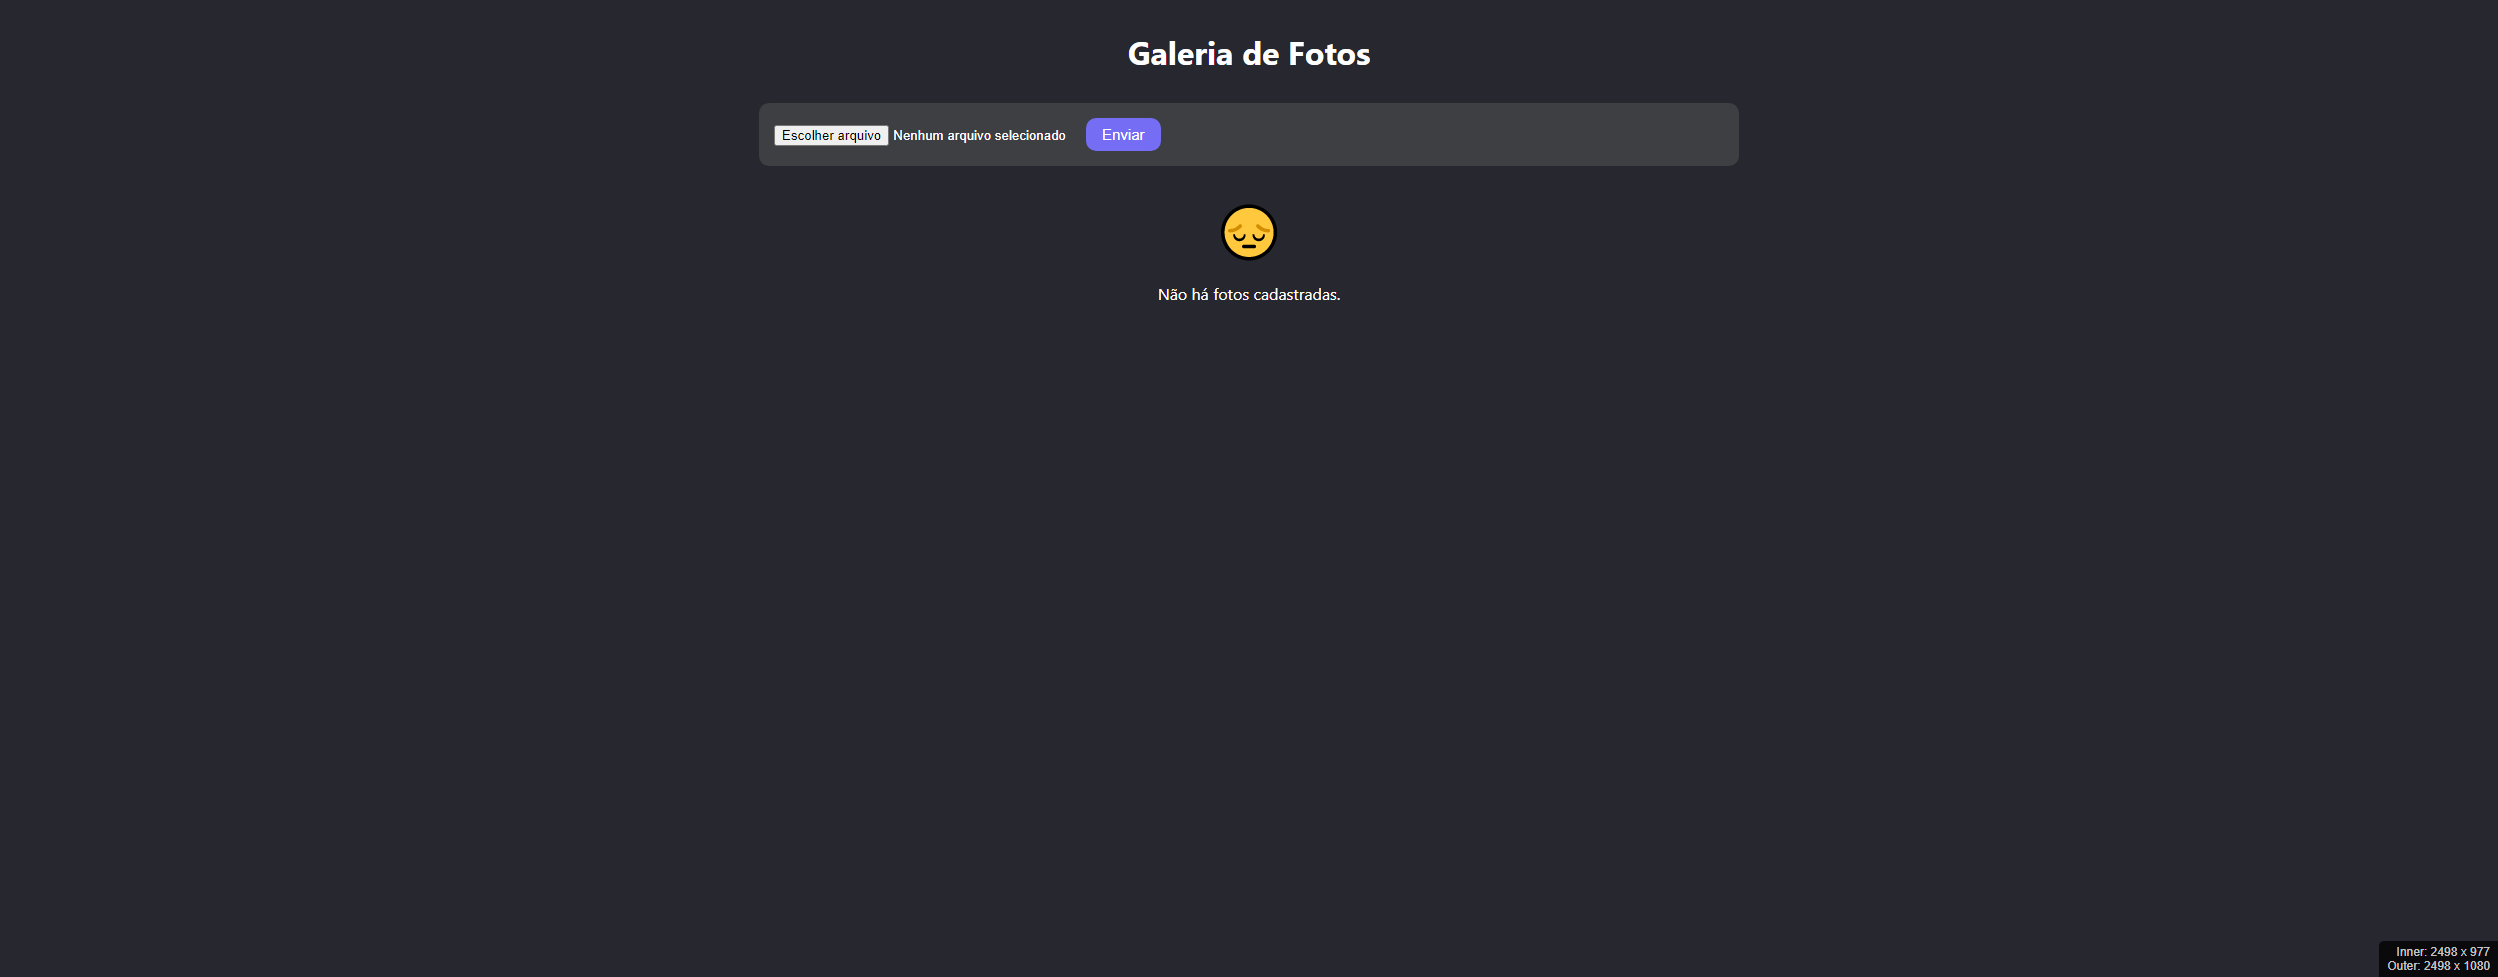 Galeria de Fotos
Escolher arquivo Nenhum arquivo selecionado Enviar
Não há fotos cadastradas.
Inner: 2498 x 977
Outer: 2498 x 1080